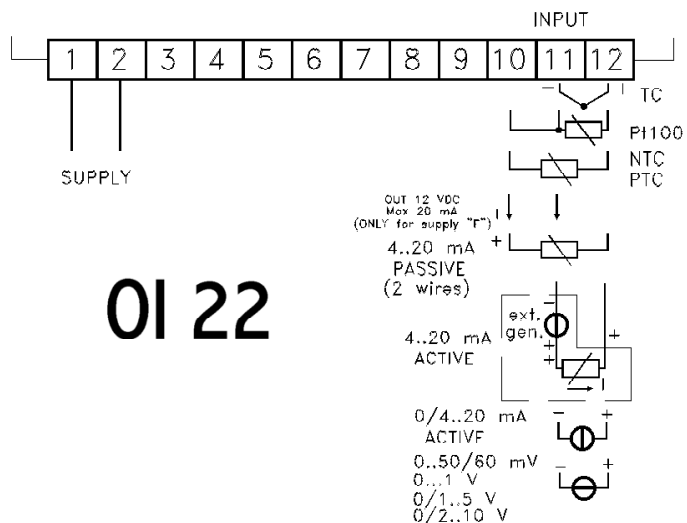 INPUT
1 2 3 4 5 6 7 8 9 10 11 12
− TC
Pt100
SUPPLY
NTC
PTC
OUT 12 VDC
Max 20 mA
(ONLY for supply "F")
I
4..20 mA +
PASSIVE
(2 wires)
OI 22
−
ext.
gen.
+
+
+
4..20 mA
ACTIVE
I
0/4..20 mA − +
ACTIVE
0..50/60 mV − +
0...1 V
0/1..5 V
0/2..10 V